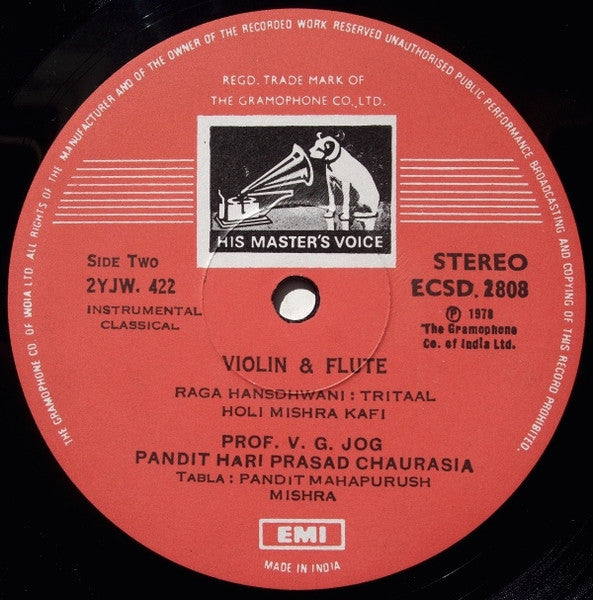 THE GRAMOPHONE CO. OF INDIA LTD. ALL RIGHTS OF THE MANUFACTURER AND OF THE OWNER OF THE RECORDED WORK RESERVED UNAUTHORISED PUBLIC PERFORMANCE BROADCASTING AND COPYING OF THIS RECORD PROHIBITED.
REGD. TRADE MARK OF
THE GRAMOPHONE CO., LTD.
HIS MASTER'S VOICE
SIDE TWO
2YJW. 422
INSTRUMENTAL
CLASSICAL
STEREO
ECSD. 2808
℗ 1978
"The Gramophone
Co. of India Ltd.
VIOLIN & FLUTE
RAGA HANSDHWANI : TRITAAL
HOLI MISHRA KAFI
PROF. V. G. JOG
PANDIT HARI PRASAD CHAURASIA
TABLA : PANDIT MAHAPURUSH
MISHRA
EMI
MADE IN INDIA